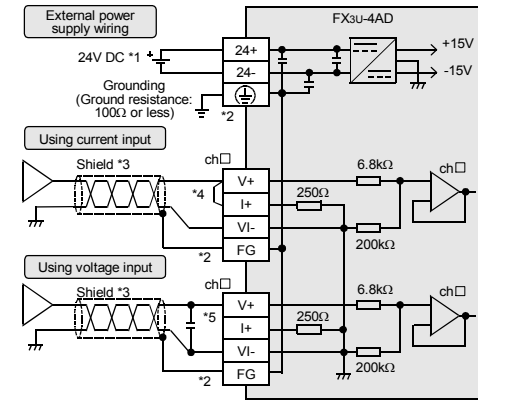 External power
supply wiring
FX3U-4AD
24V DC *1
+
24+
24-
+15V
-15V
Grounding
(Ground resistance:
100Ω or less)
*2
Using current input
Shield *3
ch□
*4
V+
I+
VI-
FG
*2
250Ω
6.8kΩ
200kΩ
ch□
Using voltage input
Shield *3
ch□
*5
V+
I+
VI-
FG
*2
250Ω
6.8kΩ
200kΩ
ch□